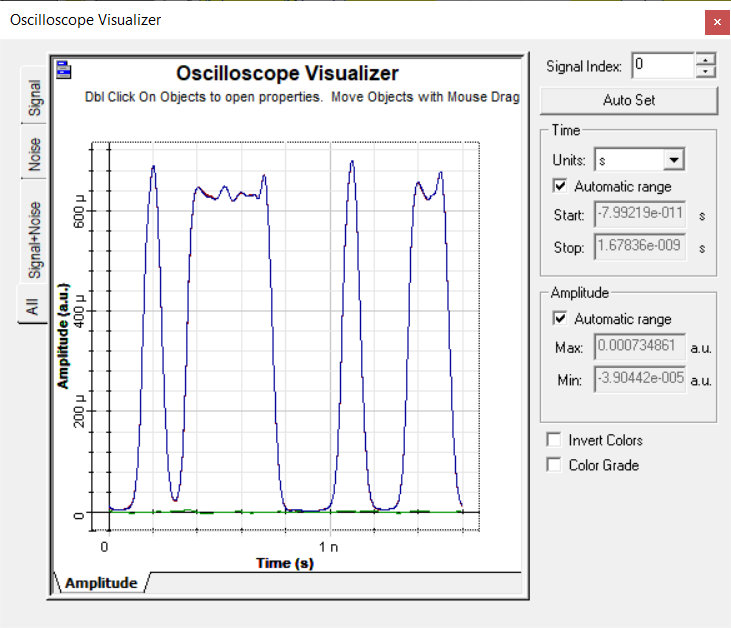 Oscilloscope Visualizer
Signal Index: 0
Auto Set
Signal
Noise
Signal+Noise
All
Oscilloscope Visualizer
Dbl Click On Objects to open properties. Move Objects with Mouse Drag
Amplitude (a.u.)
600 µ
400 µ
200 µ
0
0
1 n
Time (s)
Amplitude
Time
Units: s
Automatic range
Start: -7.99219e-011 s
Stop: 1.67836e-009 s
Amplitude
Automatic range
Max: 0.000734861 a.u.
Min: -3.90442e-005 a.u.
Invert Colors
Color Grade